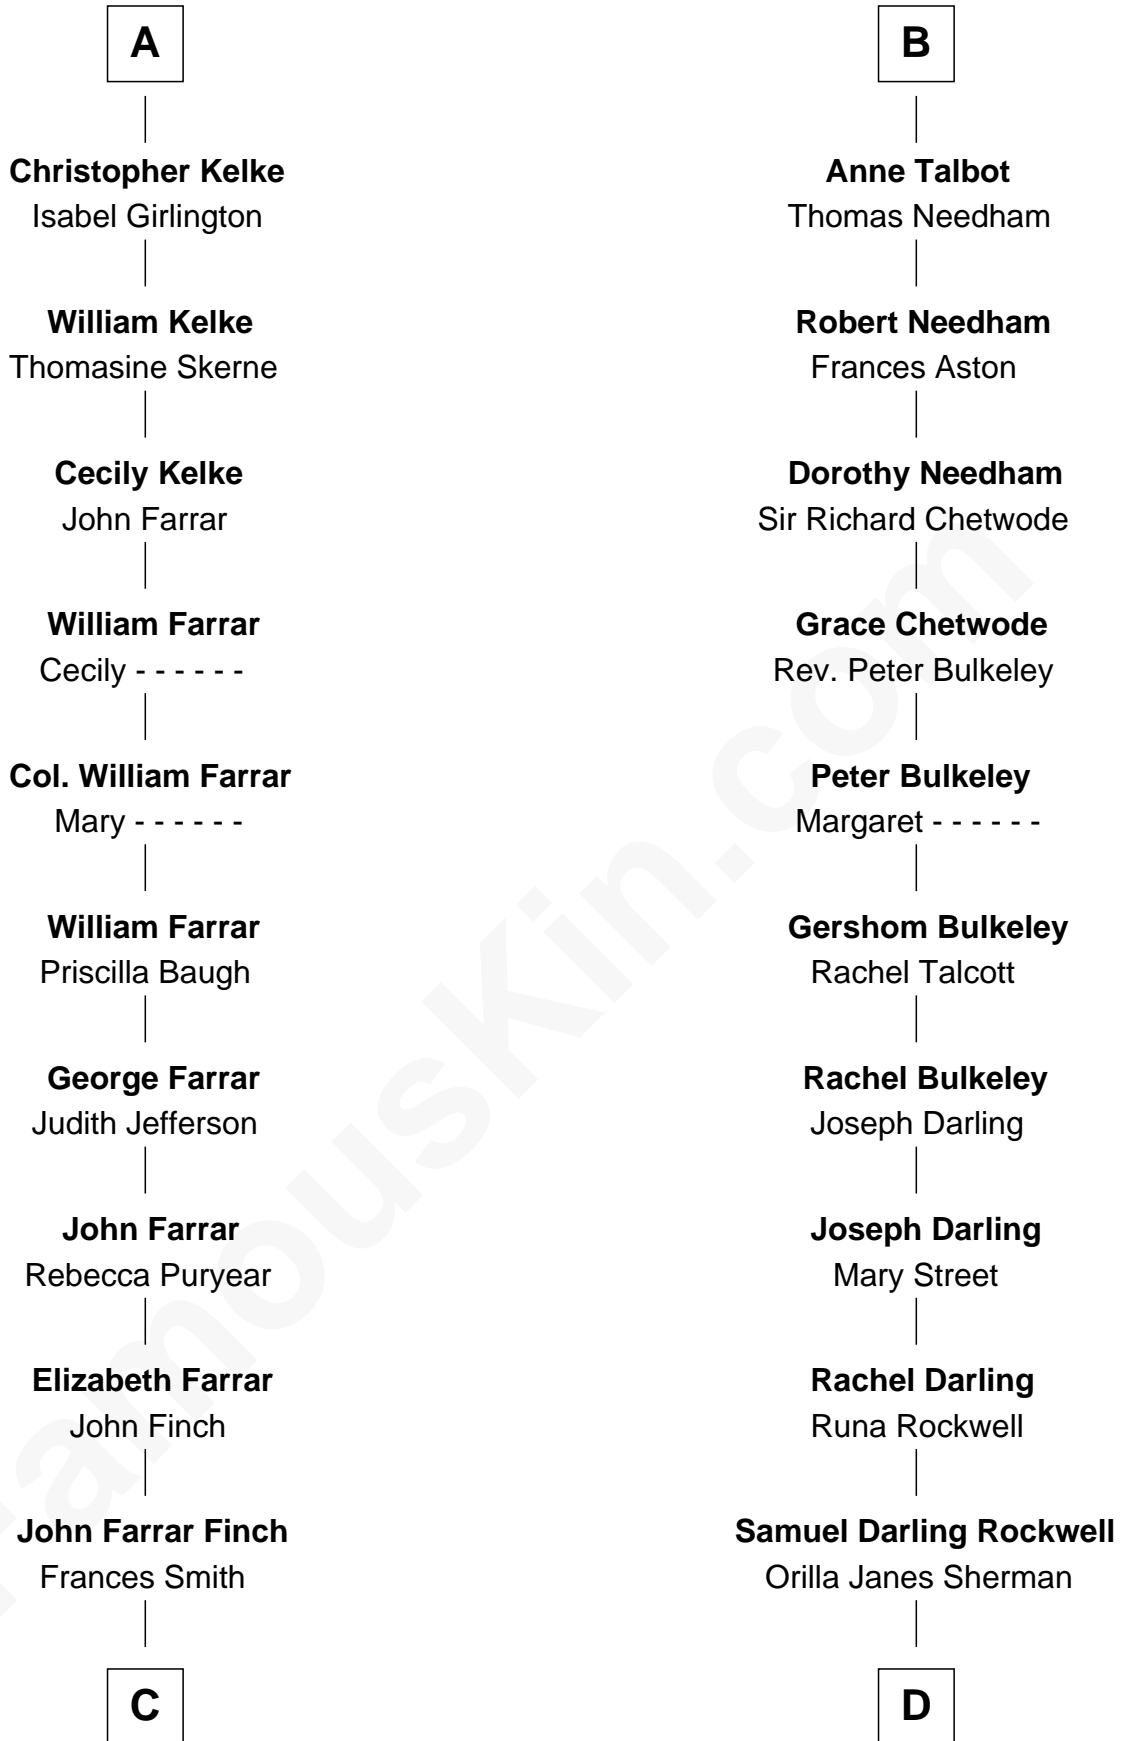 A
Christopher Kelke
Isabel Girlington
William Kelke
Thomasine Skerne
Cecily Kelke
John Farrar
William Farrar
Cecily - - - - - -
Col. William Farrar
Mary - - - - - -
William Farrar
Priscilla Baugh
George Farrar
Judith Jefferson
John Farrar
Rebecca Puryear
Elizabeth Farrar
John Finch
John Farrar Finch
Frances Smith
C
B
Anne Talbot
Thomas Needham
Robert Needham
Frances Aston
Dorothy Needham
Sir Richard Chetwode
Grace Chetwode
Rev. Peter Bulkeley
Peter Bulkeley
Margaret - - - - - -
Gershom Bulkeley
Rachel Talcott
Rachel Bulkeley
Joseph Darling
Joseph Darling
Mary Street
Rachel Darling
Runa Rockwell
Samuel Darling Rockwell
Orilla Janes Sherman
D
FamousKin.com